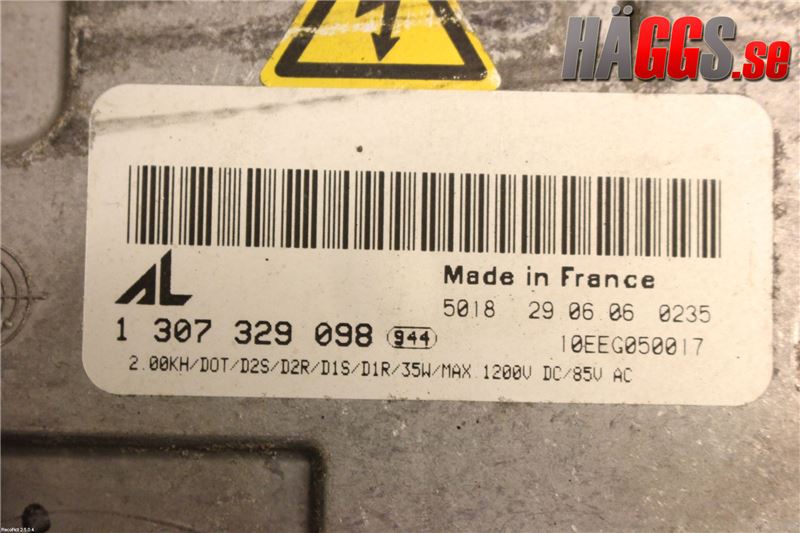 HÄGGS.se
AL
Made in France
5018 29 06 06 0235
1 307 329 098 944
10EEG050017
2.00KH/DOT/D2S/D2R/D1S/D1R/35W/MAX 1200V DC/85V AC